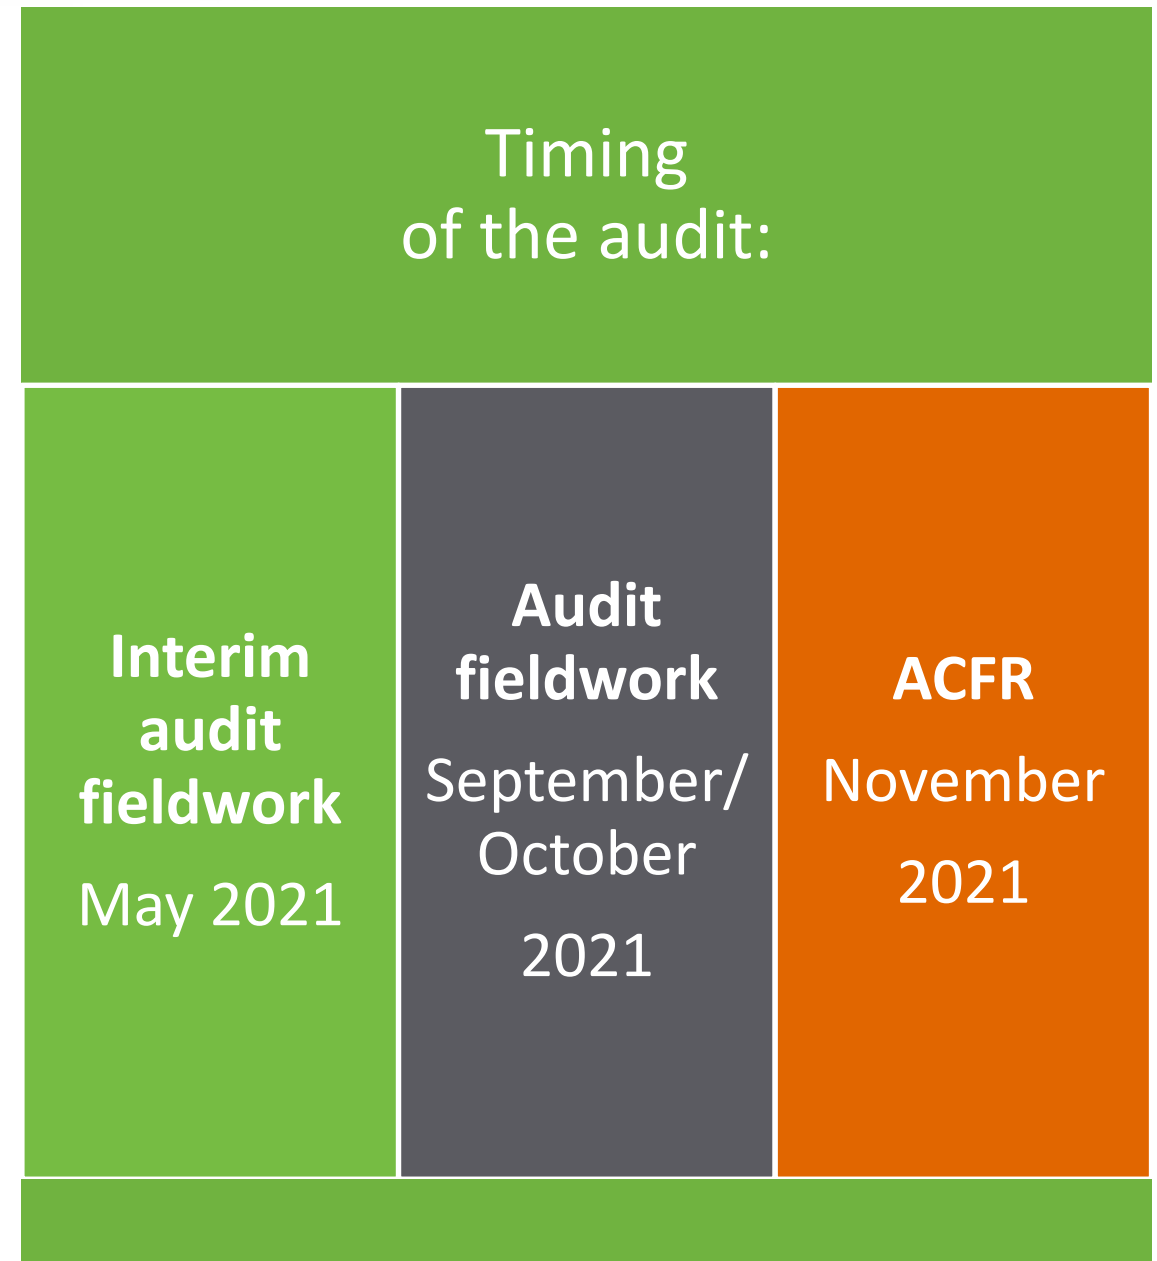 Timing
of the audit:
Interim
audit
fieldwork
May 2021
Audit
fieldwork
September/
October
2021
ACFR
November
2021